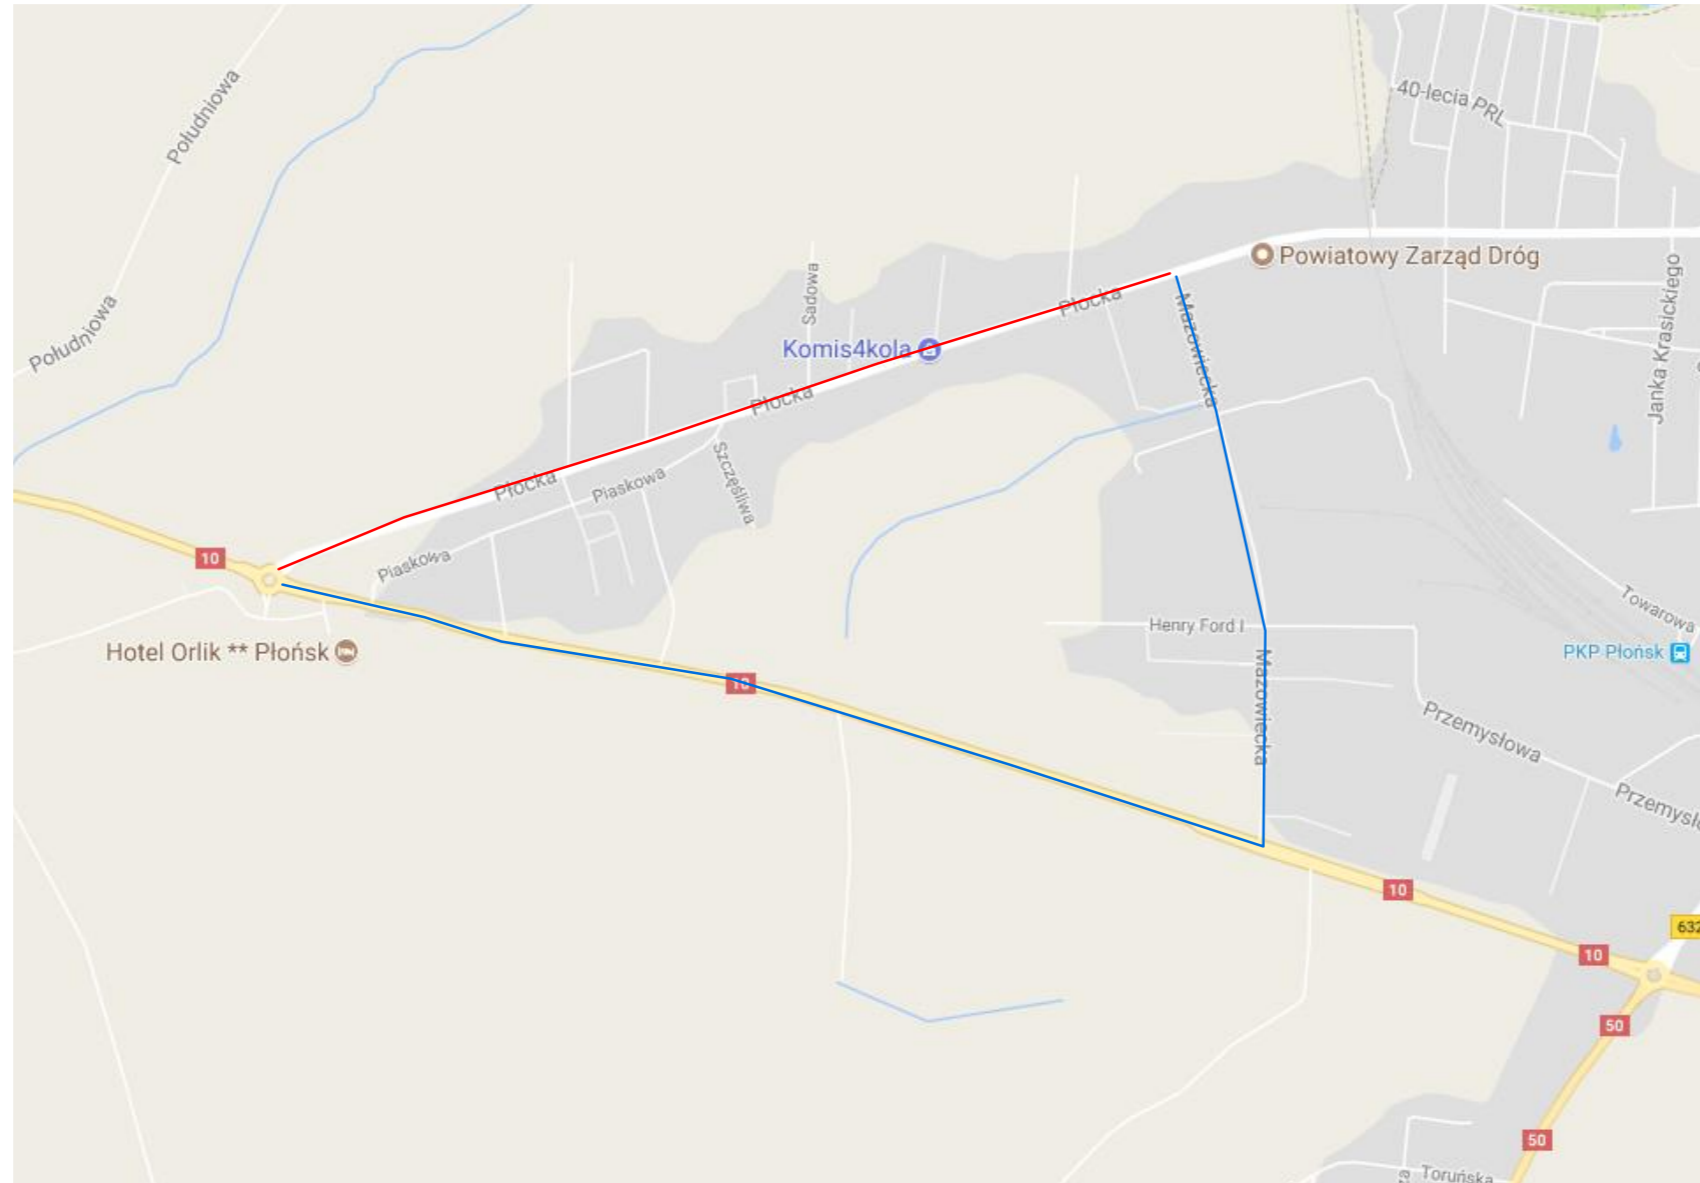 40-lecia PRL
Południowa
Powiatowy Zarząd Dróg
Sadowa
Płocka
Mazowiecka
Janka Krasickiego
Południowa
Komis4kola
Płocka
Szczęśliwa
Płocka
Piaskowa
10
Piaskowa
Towarowa
Henry Ford I
Hotel Orlik ** Płońsk
PKP Płońsk
10
Mazowiecka
Przemysłowa
Przemysło
10
632
10
50
50
Toruńska